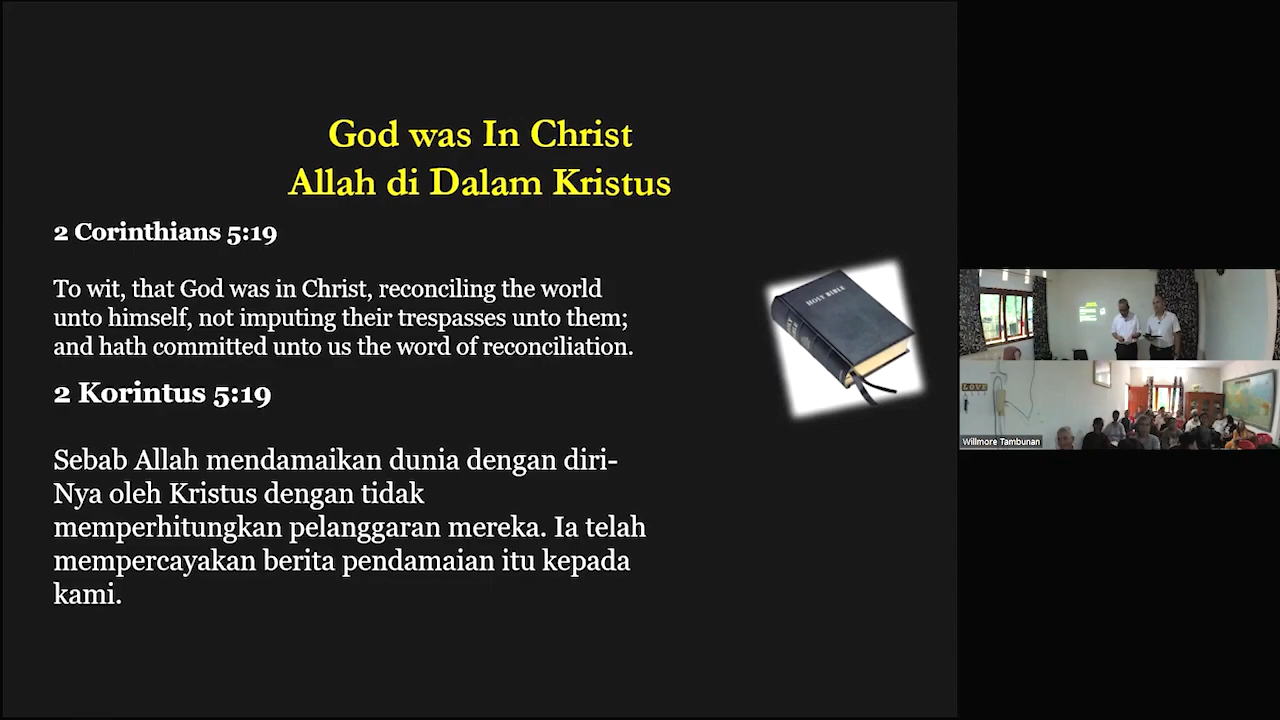 God was In Christ
Allah di Dalam Kristus
2 Corinthians 5:19
To wit, that God was in Christ, reconciling the world
unto himself, not imputing their trespasses unto them;
and hath committed unto us the word of reconciliation.
2 Korintus 5:19
Sebab Allah mendamaikan dunia dengan diri-
Nya oleh Kristus dengan tidak
memperhitungkan pelanggaran mereka. Ia telah
mempercayakan berita pendamaian itu kepada
kami.
HOLY BIBLE
LOVE
Willmore Tambunan